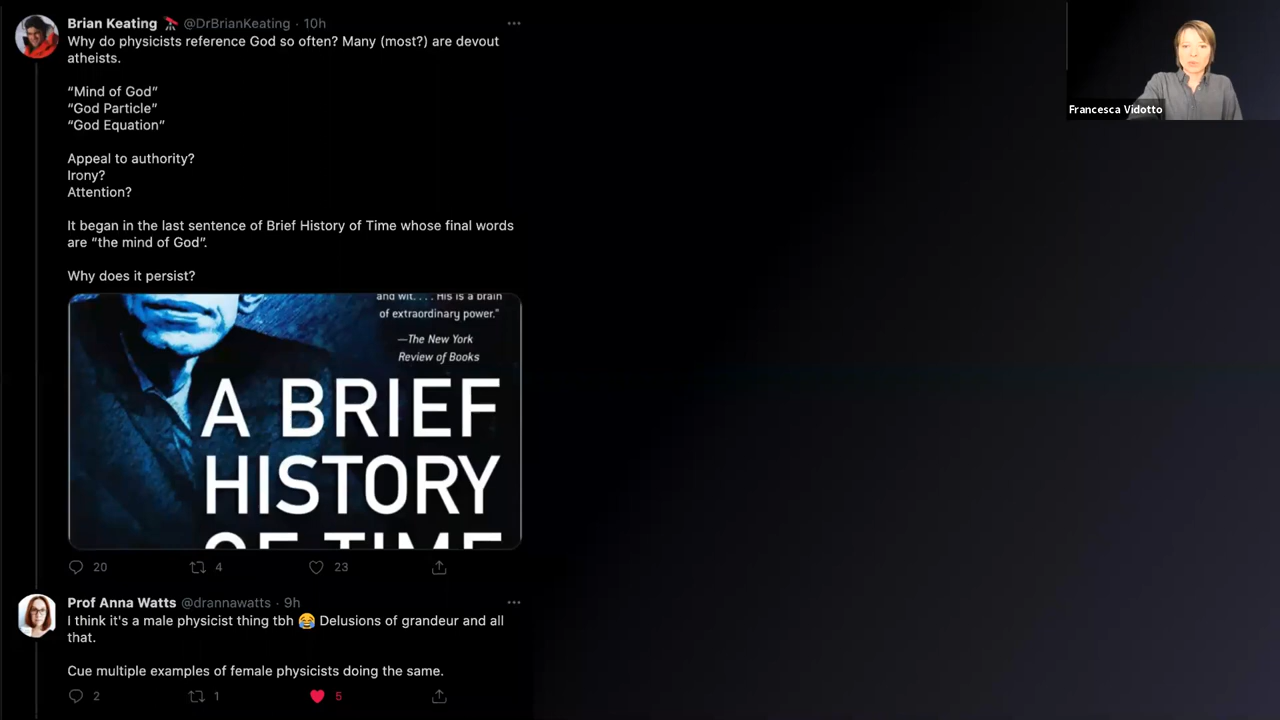 Brian Keating @DrBrianKeating · 10h
Why do physicists reference God so often? Many (most?) are devout
atheists.
“Mind of God”
“God Particle”
“God Equation”
Appeal to authority?
Irony?
Attention?
It began in the last sentence of Brief History of Time whose final words
are “the mind of God”.
Why does it persist?
and wit. . . . His is a brain
of extraordinary power.”
—The New York
Review of Books
A BRIEF
HISTORY
OF TIME
20 4 23
Prof Anna Watts @drannawatts · 9h
I think it's a male physicist thing tbh 😂 Delusions of grandeur and all
that.
Cue multiple examples of female physicists doing the same.
2 1 5
Francesca Vidotto